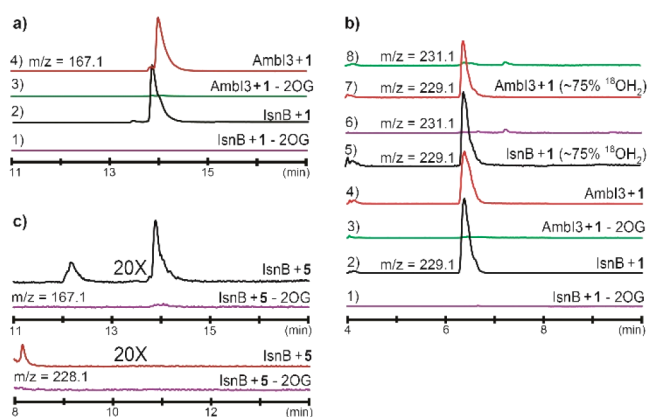 a)
4) m/z = 167.1 AmbI3+1
3) AmbI3+1 - 2OG
2) IsnB +1
1) IsnB +1 - 2OG
11 13 15 (min)
b)
8) m/z = 231.1
7) m/z = 229.1 AmbI3+1 (~75% ¹⁸OH₂)
6) m/z = 231.1
5) m/z = 229.1 IsnB +1 (~75% ¹⁸OH₂)
4) AmbI3+1
3) AmbI3+1 - 2OG
2) m/z = 229.1 IsnB +1
1) IsnB +1 - 2OG
4 6 8 (min)
c)
20X IsnB +5
m/z = 167.1 IsnB +5 - 2OG
11 13 15 (min)
20X IsnB +5
m/z = 228.1 IsnB +5 - 2OG
8 10 12 (min)